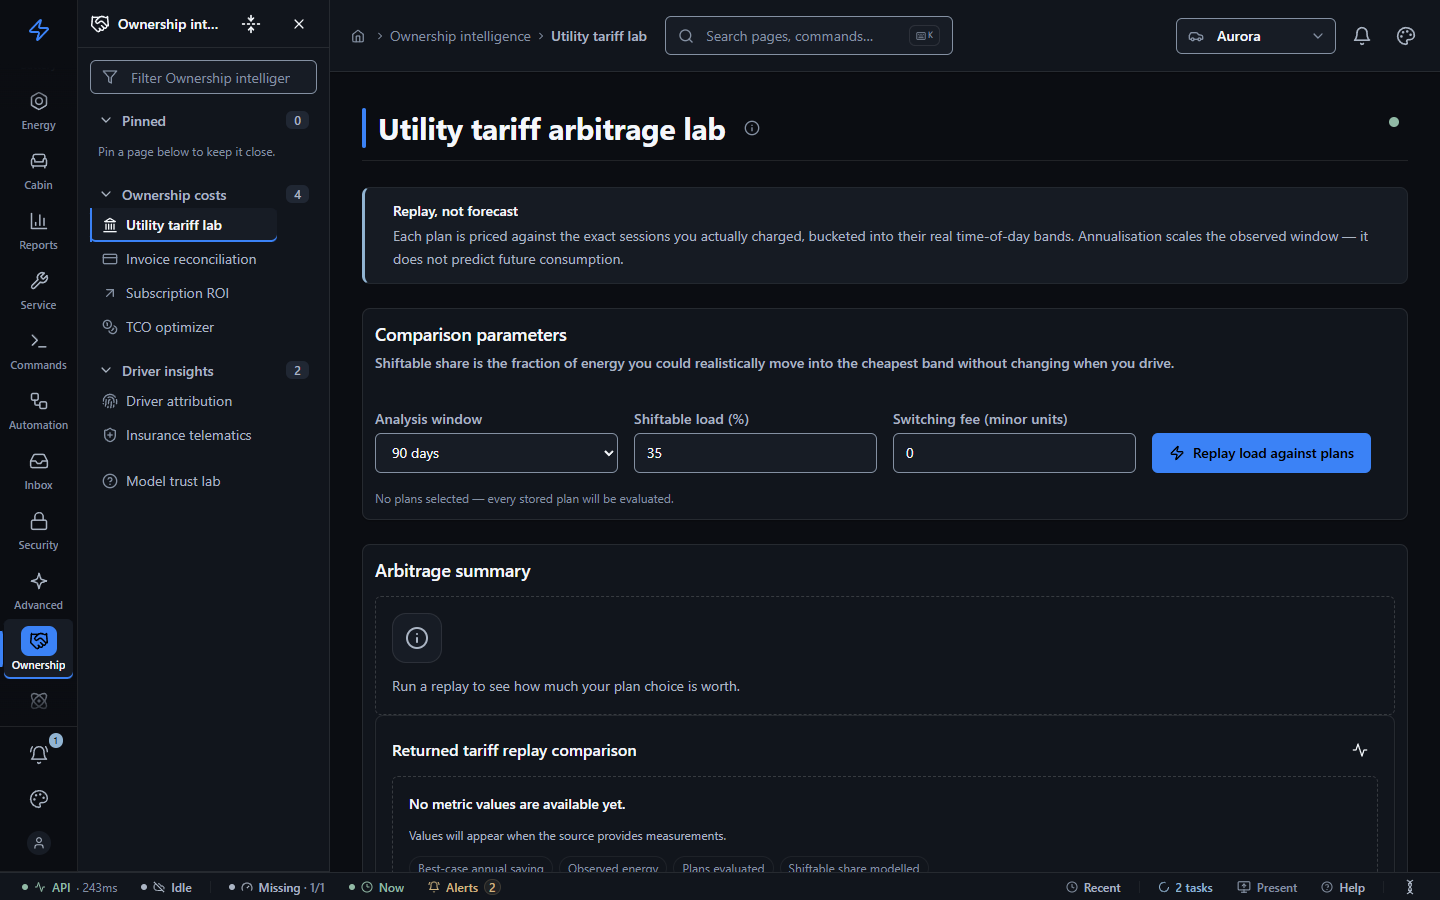 Ownership int...
Filter Ownership intelliger
Pinned
0
Pin a page below to keep it close.
Ownership costs
4
Utility tariff lab
Invoice reconciliation
Subscription ROI
TCO optimizer
Driver insights
2
Driver attribution
Insurance telematics
Model trust lab
Energy
Cabin
Reports
Service
Commands
Automation
Inbox
Security
Advanced
Ownership
1
Ownership intelligence
Utility tariff lab
Search pages, commands...
K
Aurora
Utility tariff arbitrage lab
Replay, not forecast
Each plan is priced against the exact sessions you actually charged, bucketed into their real time-of-day bands. Annualisation scales the observed window — it
does not predict future consumption.
Comparison parameters
Shiftable share is the fraction of energy you could realistically move into the cheapest band without changing when you drive.
Analysis window
Shiftable load (%)
Switching fee (minor units)
90 days
35
0
Replay load against plans
No plans selected — every stored plan will be evaluated.
Arbitrage summary
Run a replay to see how much your plan choice is worth.
Returned tariff replay comparison
No metric values are available yet.
Values will appear when the source provides measurements.
Best-case annual saving
Observed energy
Plans evaluated
Shiftable share modelled
API · 243ms
Idle
Missing · 1/1
Now
Alerts 2
Recent
2 tasks
Present
Help